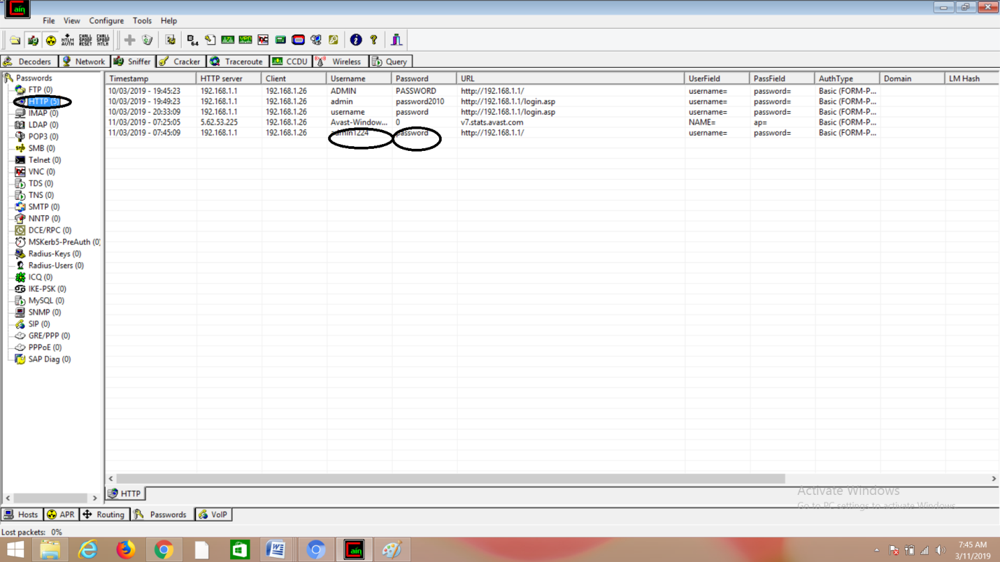 Cain
File View Configure Tools Help
NTLM AUTH CHALL SPOOF RESET CHALL SPOOF NTLM B64
Decoders Network Sniffer Cracker Traceroute CCDU Wireless Query
Passwords
FTP (0)
HTTP (5)
IMAP (0)
LDAP (0)
POP3 (0)
SMB (0)
Telnet (0)
VNC (0)
TDS (0)
TNS (0)
SMTP (0)
NNTP (0)
DCE/RPC (0)
MSKerb5-PreAuth (0)
Radius-Keys (0)
Radius-Users (0)
ICQ (0)
IKE-PSK (0)
MySQL (0)
SNMP (0)
SIP (0)
GRE/PPP (0)
PPPoE (0)
SAP Diag (0)
Timestamp HTTP server Client Username Password URL UserField PassField AuthType Domain LM Hash
10/03/2019 - 19:45:23 192.168.1.1 192.168.1.26 ADMIN PASSWORD http://192.168.1.1/ username= password= Basic (FORM-P...
10/03/2019 - 19:49:23 192.168.1.1 192.168.1.26 admin password2010 http://192.168.1.1/login.asp username= password= Basic (FORM-P...
10/03/2019 - 20:33:09 192.168.1.1 192.168.1.26 username password http://192.168.1.1/login.asp username= password= Basic (FORM-P...
11/03/2019 - 07:25:05 5.62.53.225 192.168.1.26 Avast-Window... 0 v7.stats.avast.com NAME= ap= Basic (FORM-P...
11/03/2019 - 07:45:09 192.168.1.1 192.168.1.26 admin1224 password http://192.168.1.1/ username= password= Basic (FORM-P...
HTTP
Activate Windows
Go to PC settings to activate Windows.
Hosts APR Routing Passwords VoIP
Lost packets: 0%
7:45 AM
3/11/2019